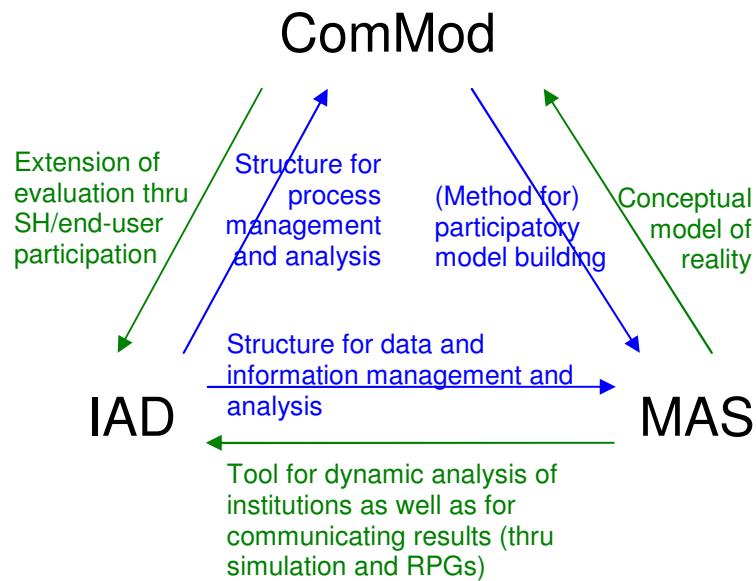 ComMod
Extension of
evaluation thru
SH/end-user
participation
Structure for
process
management
and analysis
(Method for)
participatory
model building
Conceptual
model of
reality
Structure for data and
information management and
analysis
IAD
MAS
Tool for dynamic analysis of
institutions as well as for
communicating results (thru
simulation and RPGs)